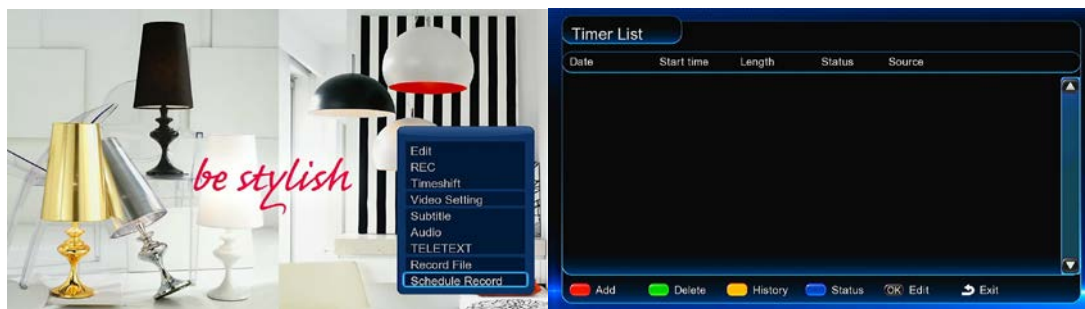 be stylish
Edit
REC
Timeshift
Video Setting
Subtitle
Audio
TELETEXT
Record File
Schedule Record
Timer List
Date Start time Length Status Source
Add Delete History Status OK Edit Exit